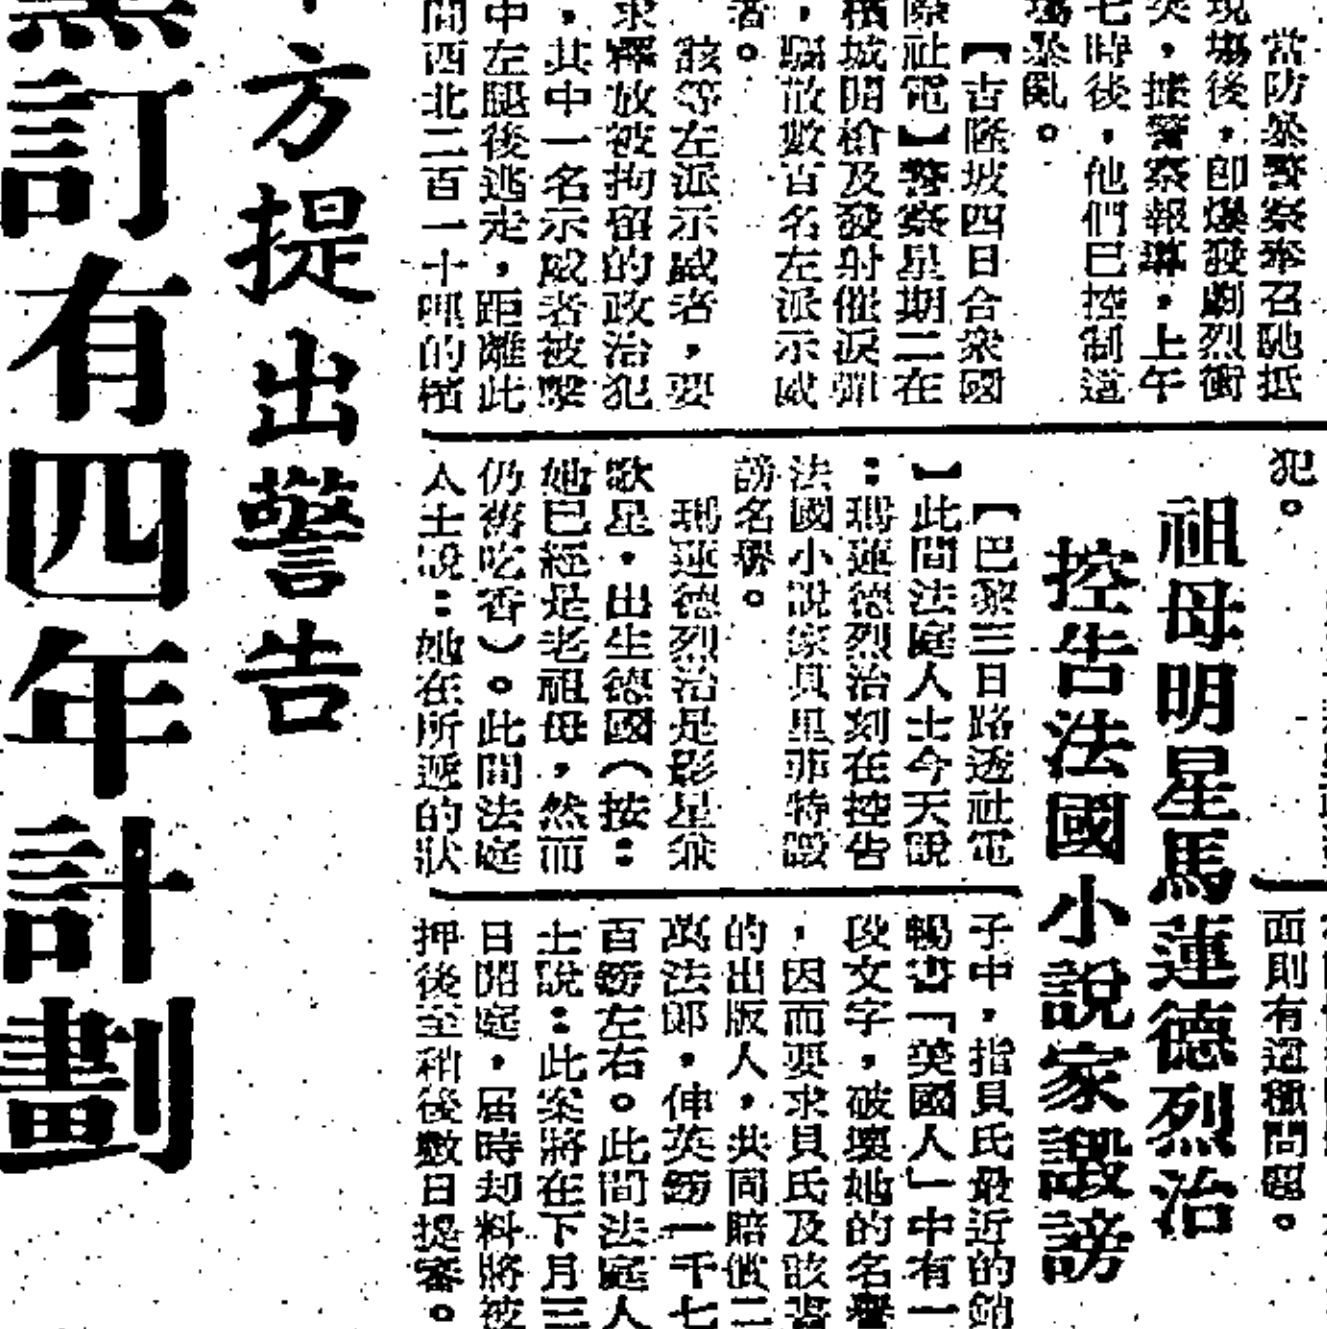 當防暴警察奉召馳抵
現場後，即爆發劇烈衝
突，據警察報導，上午
七時後，他們巳控制這
場暴亂。
【吉隆坡四日合衆國
際社電】警察星期二在
檳城開槍及發射催淚彈
，驅散數百名左派示威
者。
該等左派示威者，要
求釋放被拘留的政治犯
，其中一名示威者被擊
中左腿後逃走，距離此
間西北二百一十哩的檳
犯。
祖母明星馬蓮德烈治
控告法國小說家譭謗
【巴黎三日路透社電
】此間法庭人士今天說
：瑪蓮德烈治刻在控告
法國小說家貝里菲特譭
謗名譽。
瑪蓮德烈治是影星兼
歌星，出生德國（按：
她已經是老祖母，然而
仍舊吃香）。此間法庭
人士說：她在所遞的狀
子中，指貝氏最近的銷
暢書「英國人」中有一
段文字，破壞她的名譽
，因而要求貝氏及該書
的出版人，共同賠償二
萬法郎，伸英鎊一千七
百鎊左右。此間法庭人
士說：此案將在下月三
日開庭，屆時却料將被
押後至稍後數日提審。
面則有這種問題。
方提出警告
訂有四年計劃